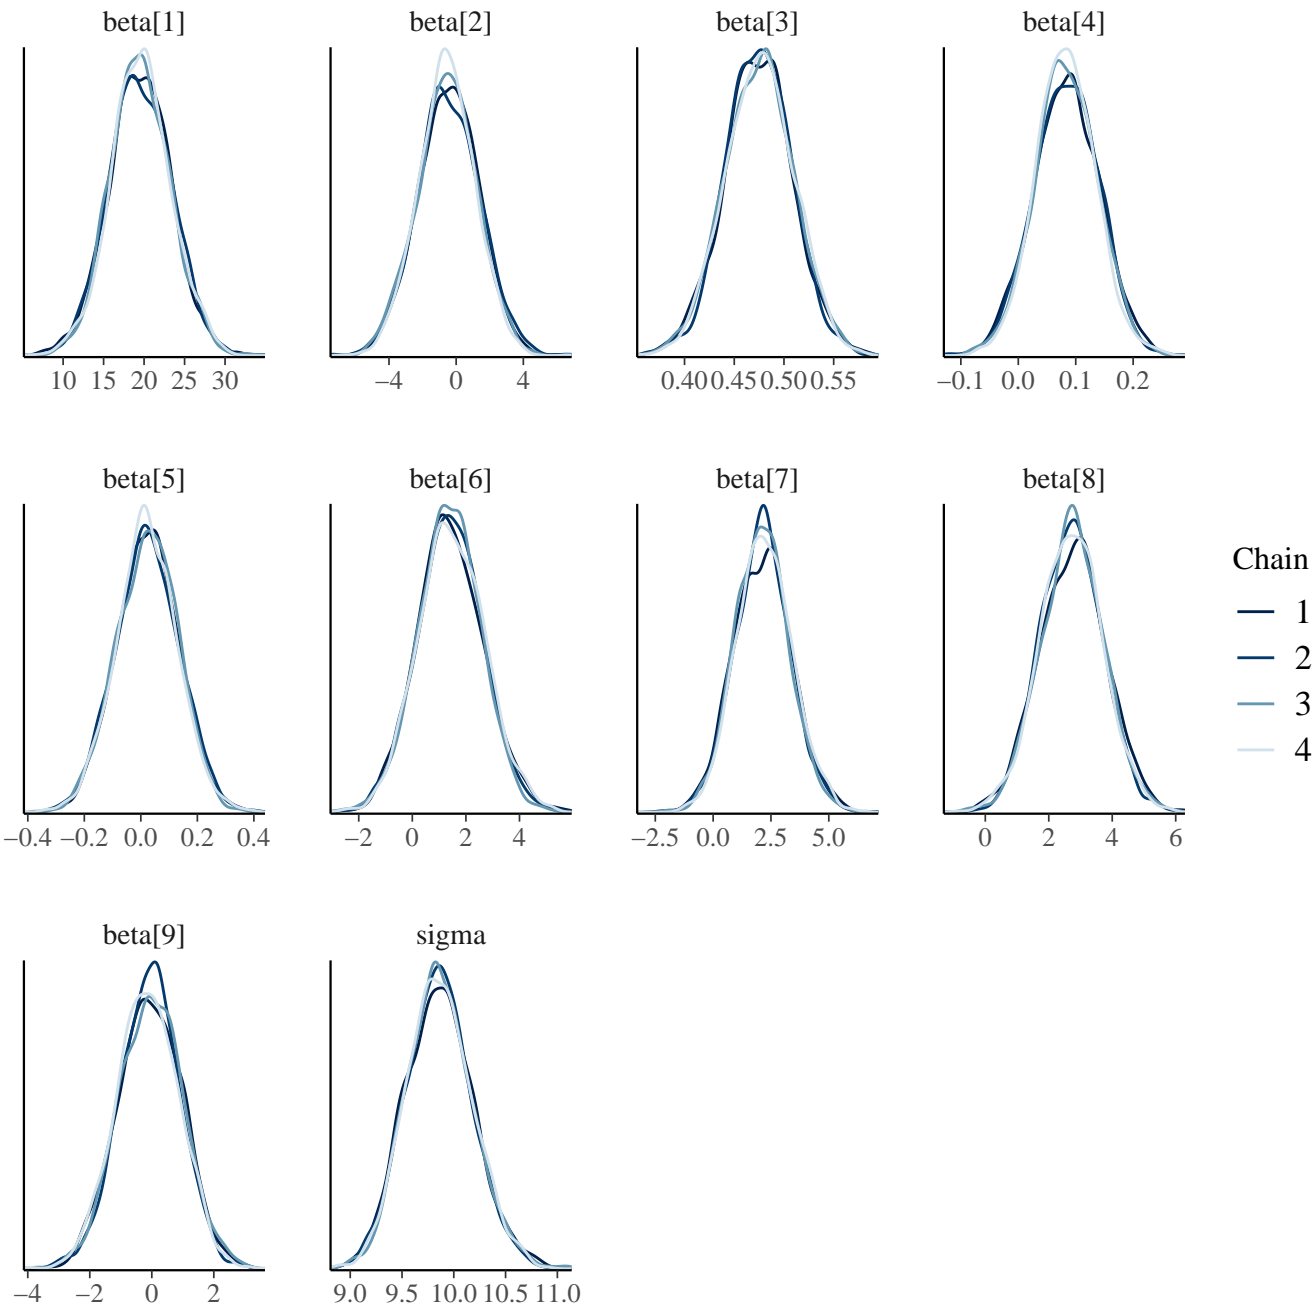 beta[1] beta[2] beta[3] beta[4]
10 15 20 25 30 −4 0 4 0.40 0.45 0.50 0.55 −0.1 0.0 0.1 0.2
beta[5] beta[6] beta[7] beta[8]
−0.4 −0.2 0.0 0.2 0.4 −2 0 2 4 −2.5 0.0 2.5 5.0 0 2 4 6
beta[9] sigma
−4 −2 0 2 9.0 9.5 10.0 10.5 11.0
Chain
1
2
3
4